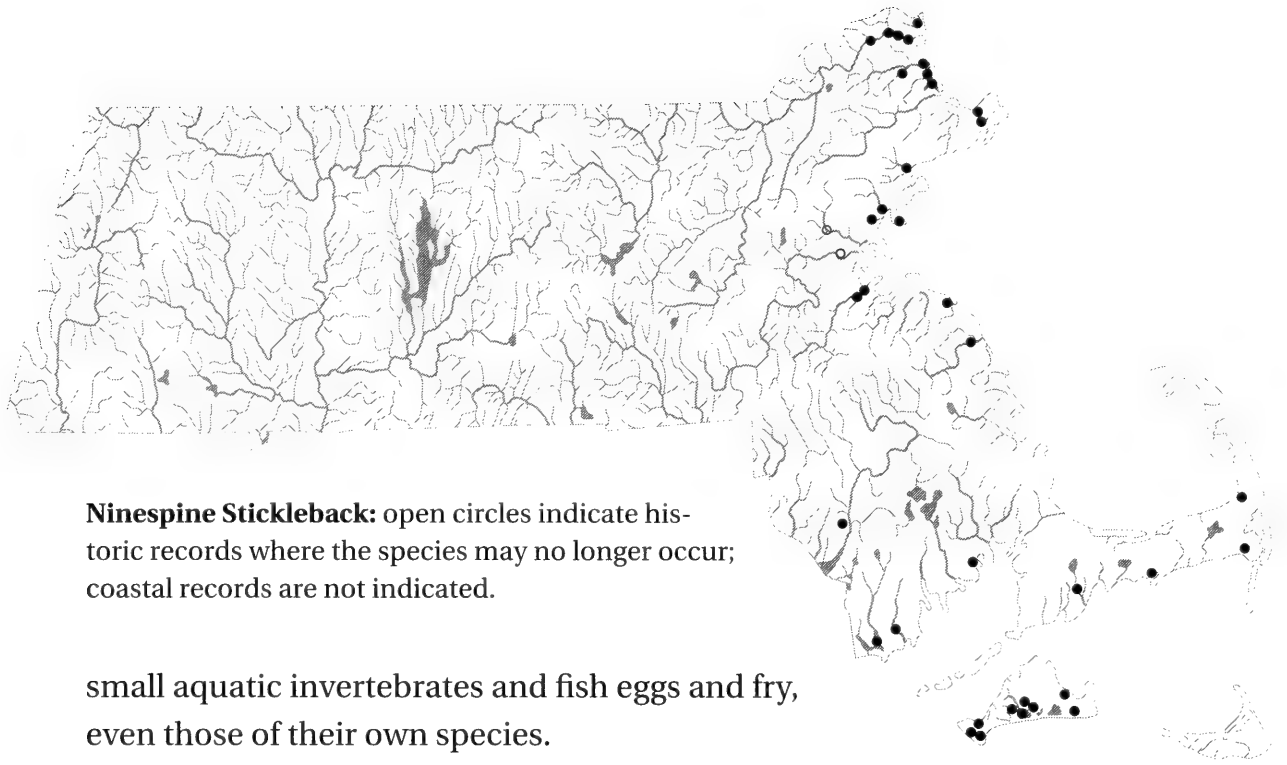 Ninespine Stickleback: open circles indicate his-
toric records where the species may no longer occur;
coastal records are not indicated.
small aquatic invertebrates and fish eggs and fry,
even those of their own species.